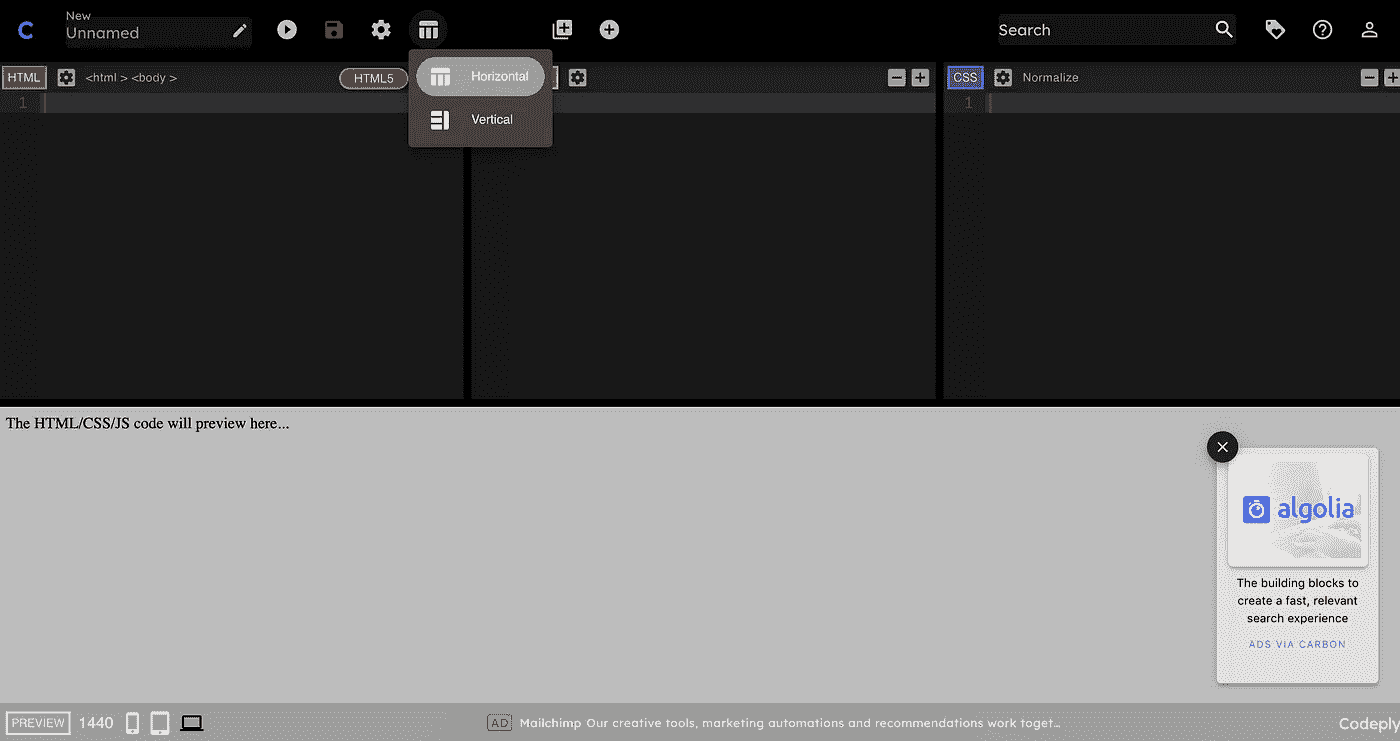 C
New
Unnamed
Search
HTML
<html > <body >
HTML5
Horizontal
Vertical
CSS
Normalize
1
1
The HTML/CSS/JS code will preview here...
algolia
The building blocks to
create a fast, relevant
search experience
ADS VIA CARBON
PREVIEW
1440
AD
Mailchimp Our creative tools, marketing automations and recommendations work toget...
Codeply